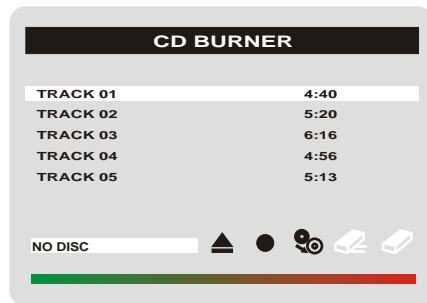 CD BURNER
TRACK 01 4:40
TRACK 02 5:20
TRACK 03 6:16
TRACK 04 4:56
TRACK 05 5:13
NO DISC